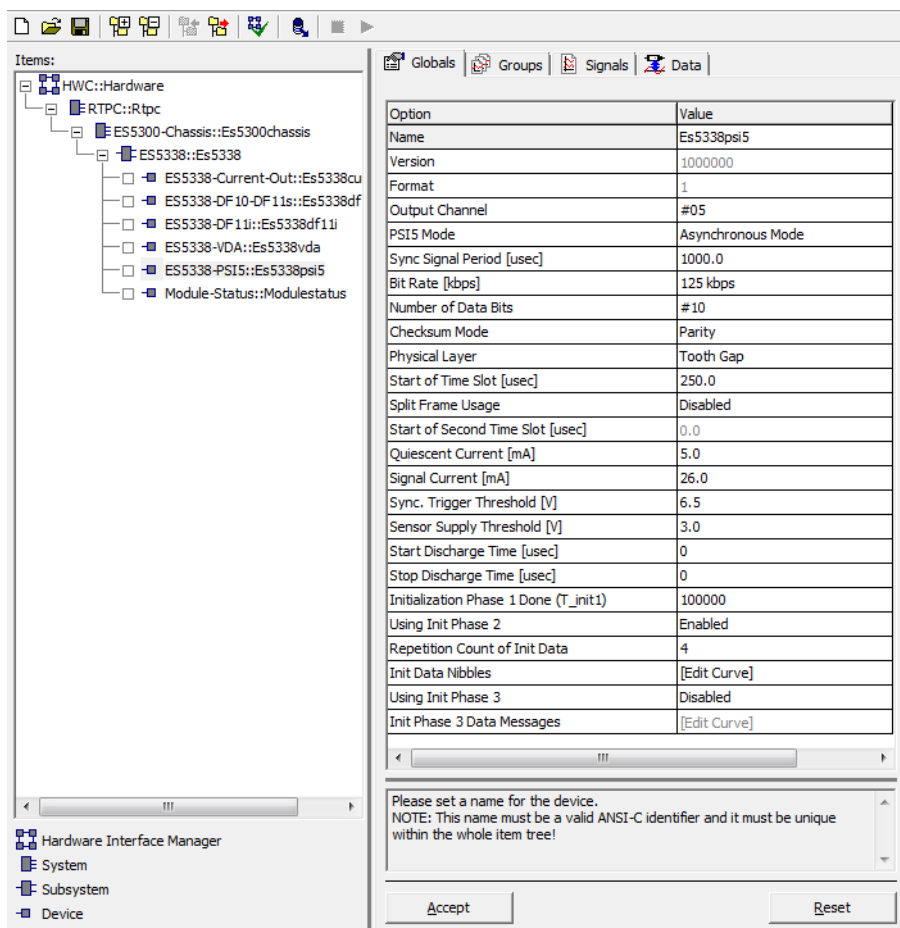 Items:
HWC::Hardware
RTPC::Rtpc
ES5300-Chassis::Es5300chassis
ES5338::Es5338
ES5338-Current-Out::Es5338cu
ES5338-DF10-DF11s::Es5338df
ES5338-DF11i::Es5338df11i
ES5338-VDA::Es5338vda
ES5338-PSI5::Es5338psi5
Module-Status::Modulestatus
Hardware Interface Manager
System
Subsystem
Device
Globals Groups Signals Data
Option Value
Name Es5338psi5
Version 1000000
Format 1
Output Channel #05
PSI5 Mode Asynchronous Mode
Sync Signal Period [usec] 1000.0
Bit Rate [kbps] 125 kbps
Number of Data Bits #10
Checksum Mode Parity
Physical Layer Tooth Gap
Start of Time Slot [usec] 250.0
Split Frame Usage Disabled
Start of Second Time Slot [usec] 0.0
Quiescent Current [mA] 5.0
Signal Current [mA] 26.0
Sync. Trigger Threshold [V] 6.5
Sensor Supply Threshold [V] 3.0
Start Discharge Time [usec] 0
Stop Discharge Time [usec] 0
Initialization Phase 1 Done (T_init1) 100000
Using Init Phase 2 Enabled
Repetition Count of Init Data 4
Init Data Nibbles [Edit Curve]
Using Init Phase 3 Disabled
Init Phase 3 Data Messages [Edit Curve]
Please set a name for the device.
NOTE: This name must be a valid ANSI-C identifier and it must be unique
within the whole item tree!
Accept Reset